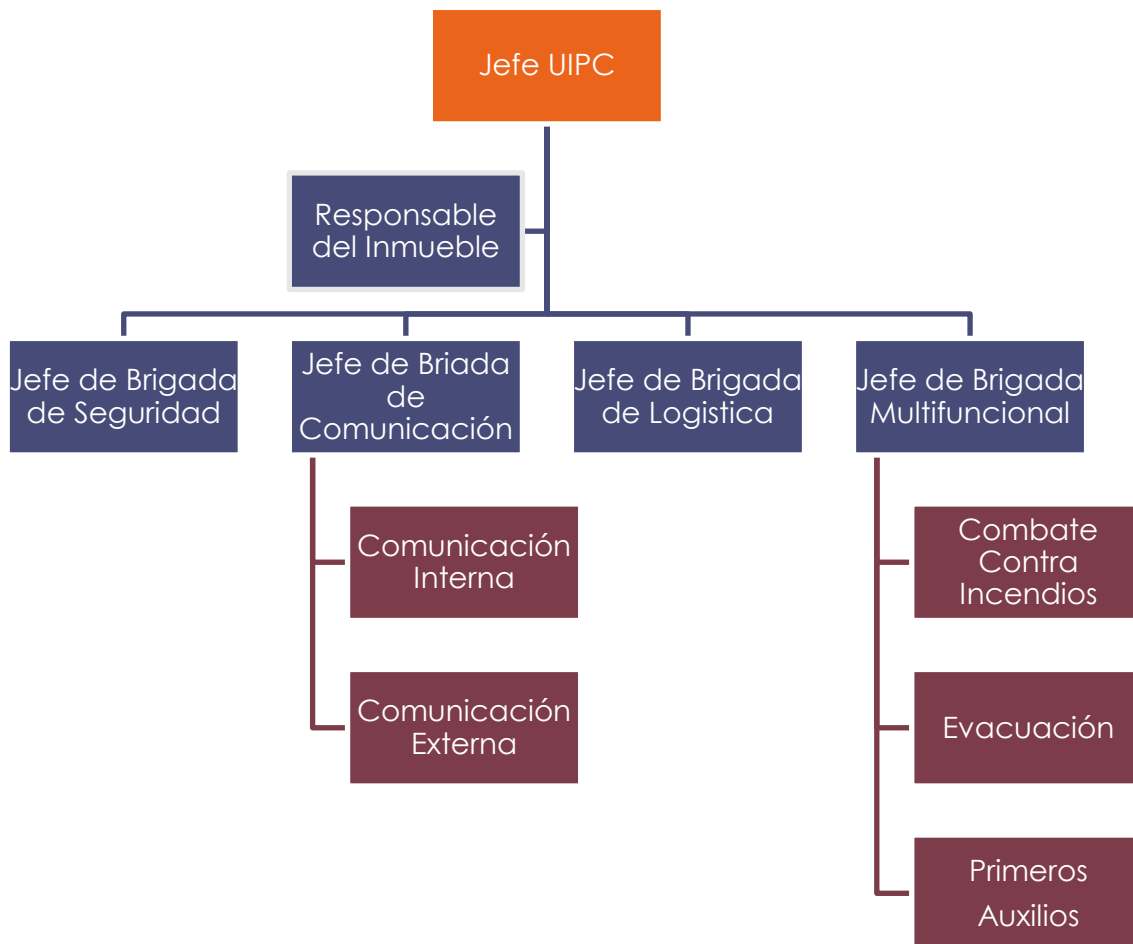 Jefe UIPC
Responsable
del Inmueble
Jefe de Brigada
de Seguridad
Jefe de Briada
de
Comunicación
Jefe de Brigada
de Logistica
Jefe de Brigada
Multifuncional
Comunicación
Interna
Comunicación
Externa
Combate
Contra
Incendios
Evacuación
Primeros
Auxilios